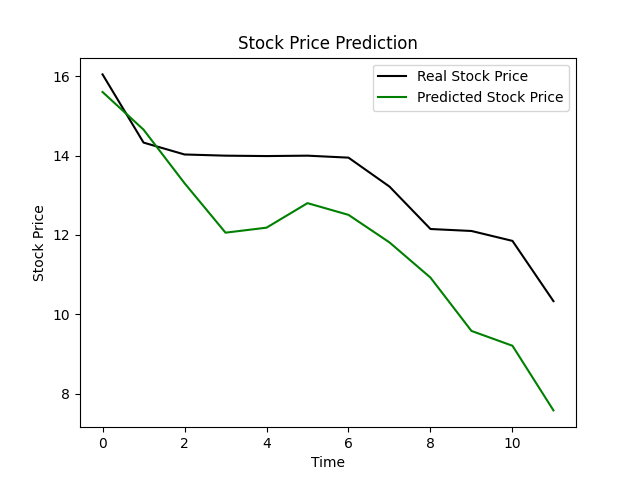 Stock Price Prediction
Real Stock Price
Predicted Stock Price
Stock Price
16
14
12
10
8
0 2 4 6 8 10
Time